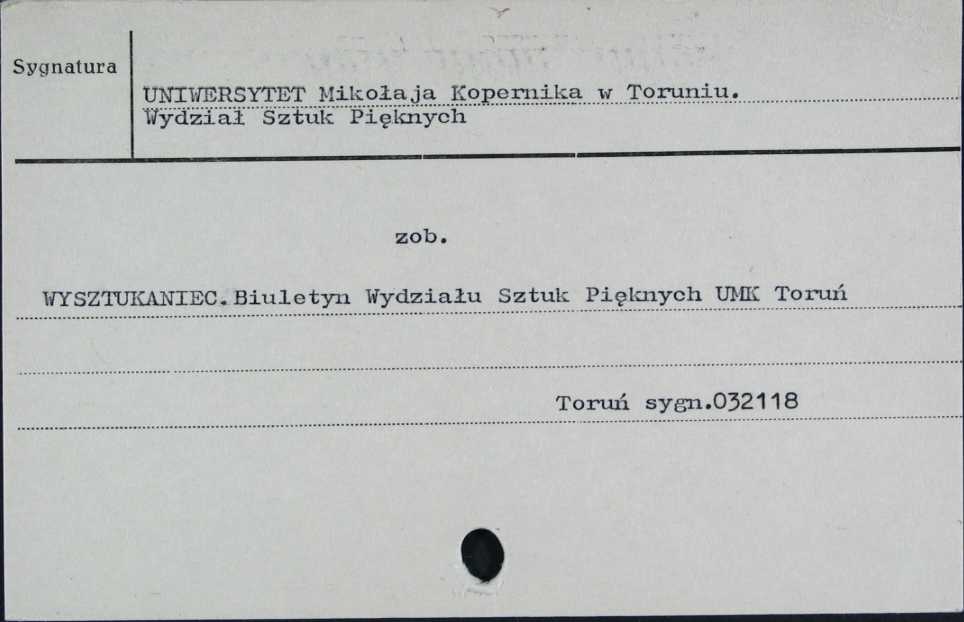 Sygnatura
UNIWERSYTET Mikołaja Kopernika w Toruniu.
Wydział Sztuk Pięknych
zob.
WYSZTUKANIEC.Biuletyn Wydziału Sztuk Pięknych UMK Toruń
Toruń sygn.032118